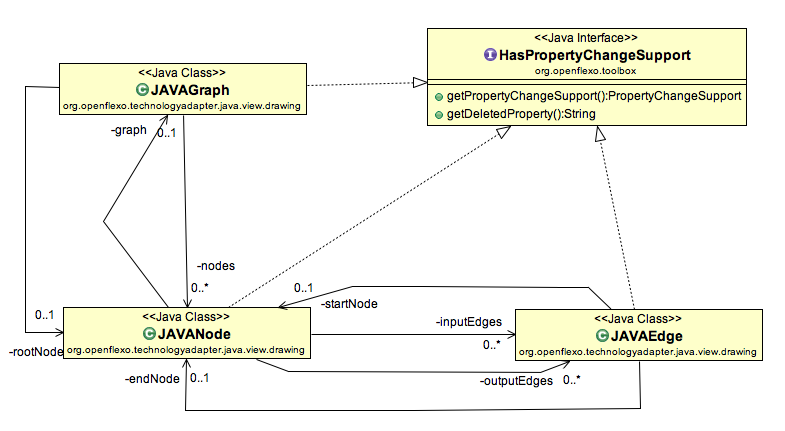 <<Java Interface>>
I HasPropertyChangeSupport
org.openflexo.toolbox
getPropertyChangeSupport():PropertyChangeSupport
getDeletedProperty():String
<<Java Class>>
C JAVAGraph
org.openflexo.technologyadapter.java.view.drawing
-graph
0..1
-nodes
0..*
0..1
-rootNode
0..1
-startNode
<<Java Class>>
C JAVANode
org.openflexo.technologyadapter.java.view.drawing
-inputEdges
0..*
<<Java Class>>
C JAVAEdge
org.openflexo.technologyadapter.java.view.drawing
-endNode
0..1
-outputEdges
0..*